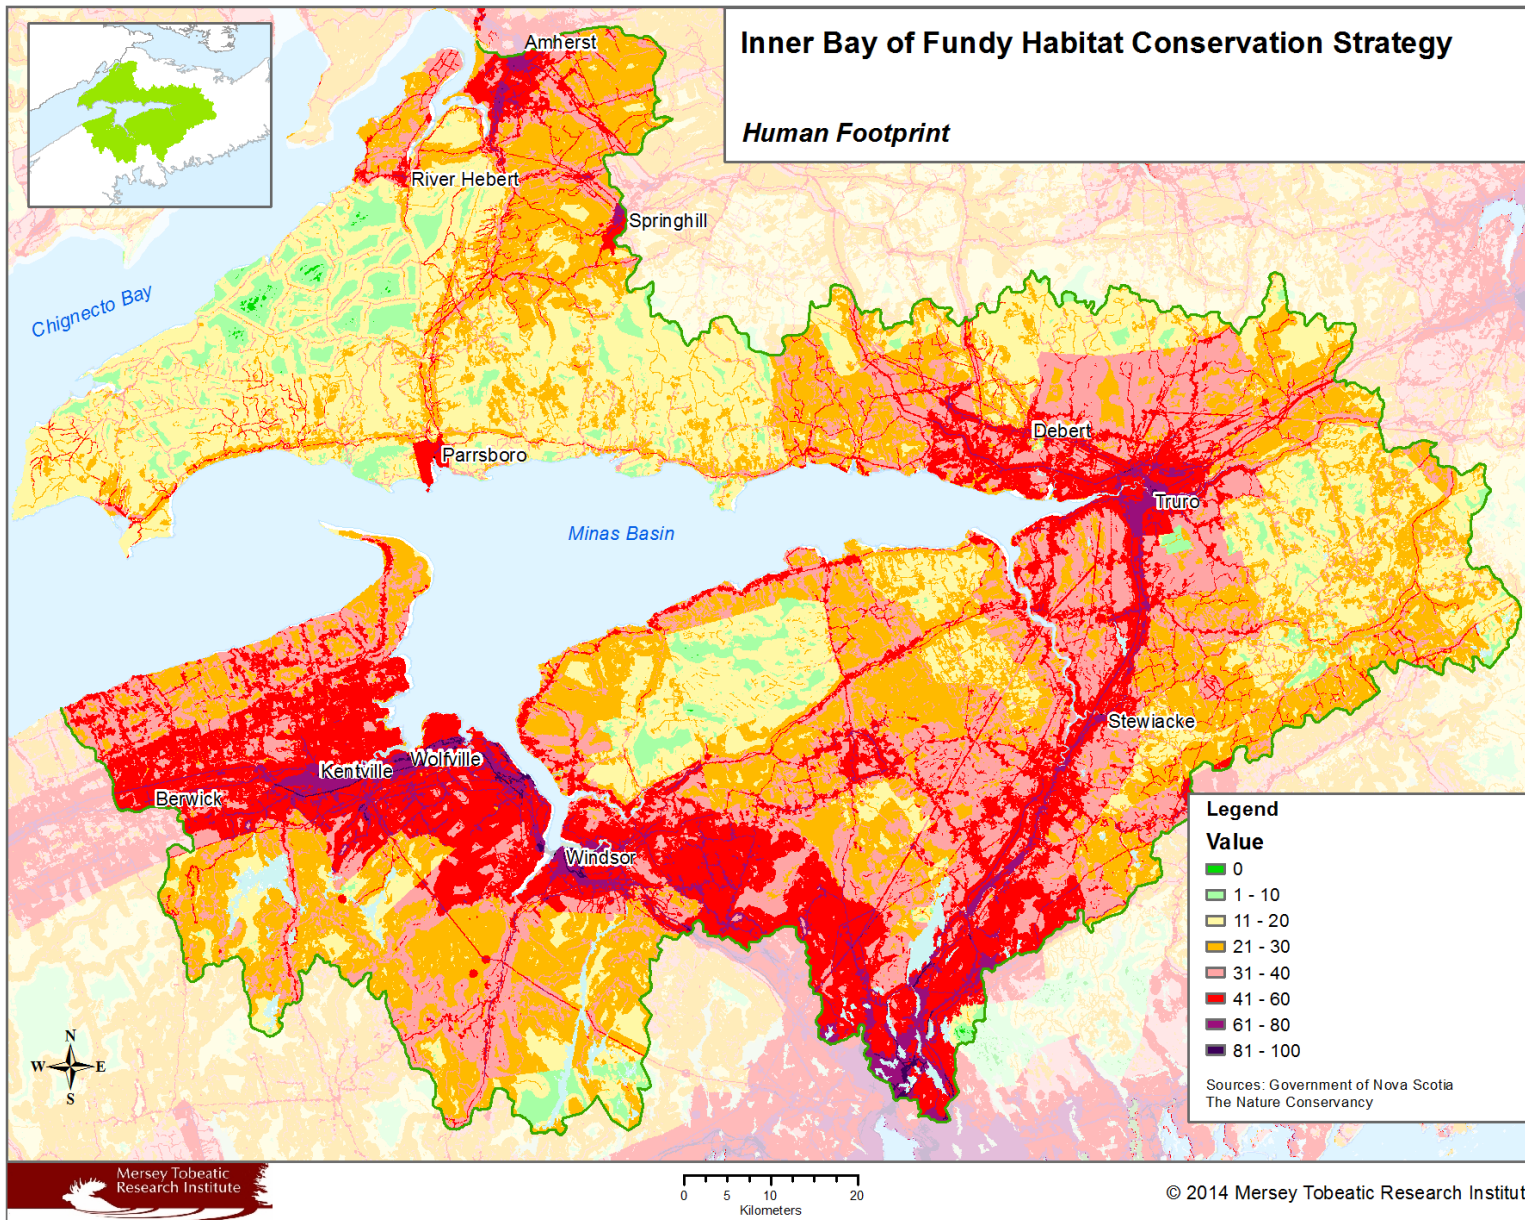 Inner Bay of Fundy Habitat Conservation Strategy
Human Footprint
Amherst
River Hebert
Springhill
Chignecto Bay
Parrsboro
Debert
Truro
Minas Basin
Stewiacke
Wolfville
Kentville
Berwick
Windsor
Legend
Value
0
1 - 10
11 - 20
21 - 30
31 - 40
41 - 60
61 - 80
81 - 100
Sources: Government of Nova Scotia
The Nature Conservancy
N
W E
S
Mersey Tobeatic
Research Institute
0 5 10 20
Kilometers
© 2014 Mersey Tobeatic Research Institut